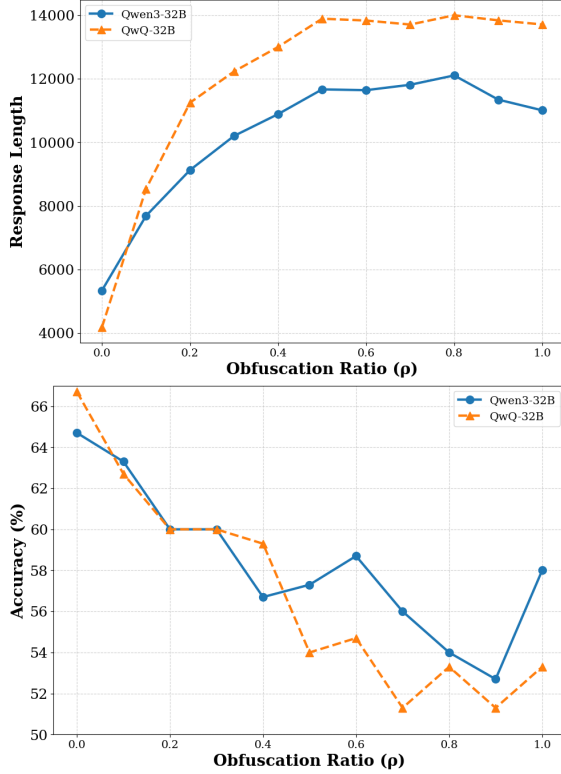 14000
12000
10000
8000
6000
4000
Response Length
Qwen3-32B
QwQ-32B
0.0 0.2 0.4 0.6 0.8 1.0
Obfuscation Ratio (ρ)
66
64
62
60
58
56
54
52
50
Accuracy (%)
Qwen3-32B
QwQ-32B
0.0 0.2 0.4 0.6 0.8 1.0
Obfuscation Ratio (ρ)